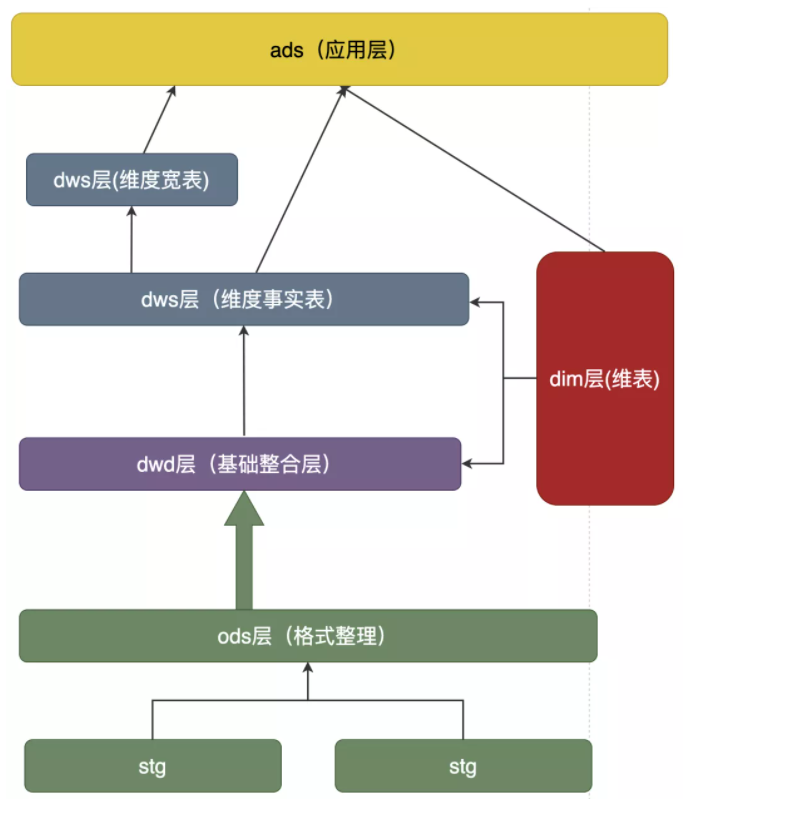 ads（应用层）
dws层(维度宽表)
dws层（维度事实表）
dim层(维表)
dwd层（基础整合层）
ods层（格式整理）
stg
stg